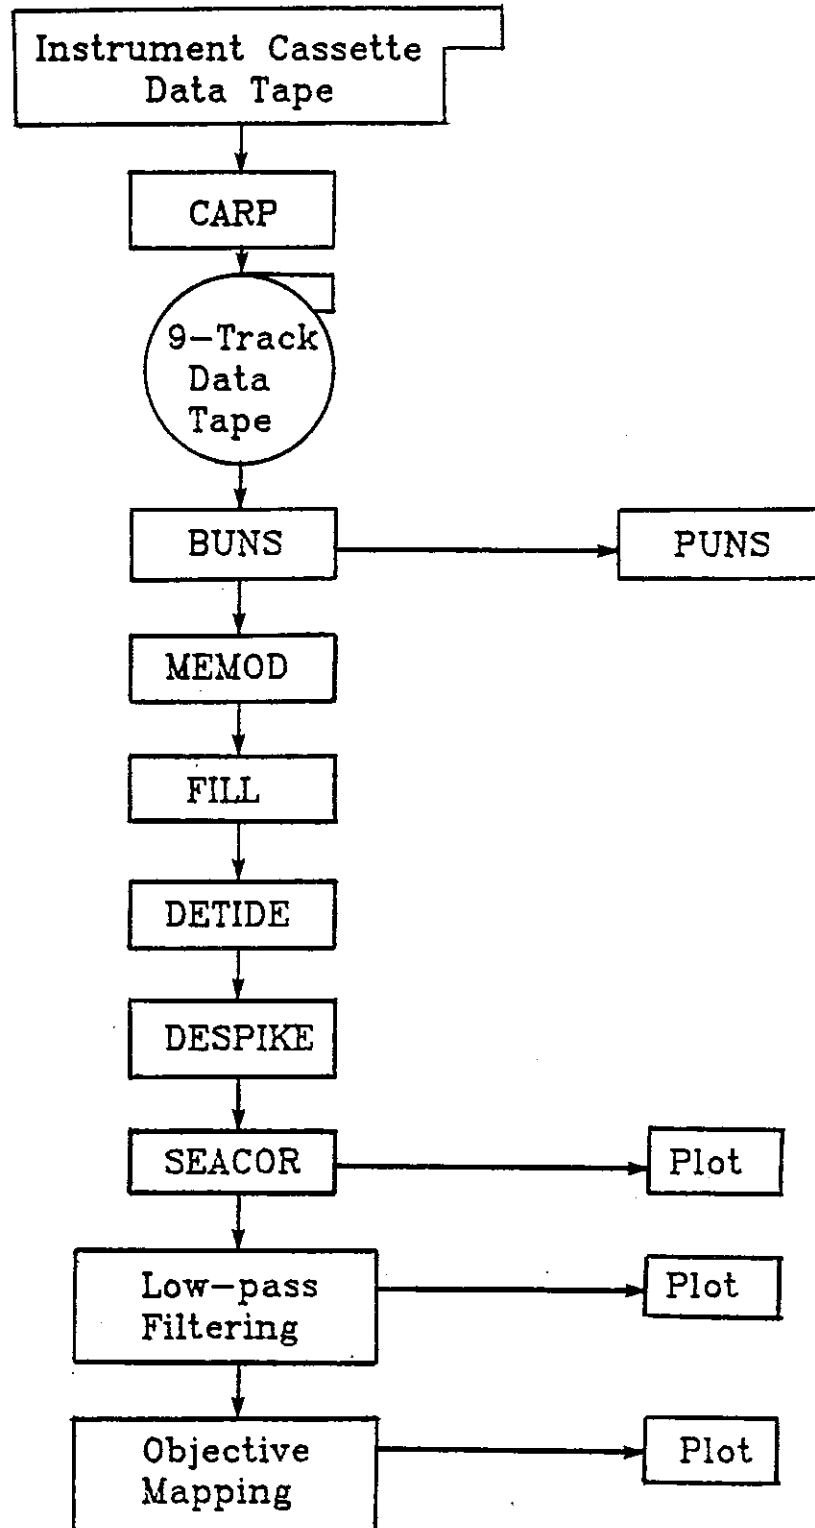 Instrument Cassette
Data Tape
CARP
9-Track
Data
Tape
BUNS
PUNS
MEMOD
FILL
DETIDE
DESPIKE
SEACOR
Plot
Low-pass
Filtering
Plot
Objective
Mapping
Plot